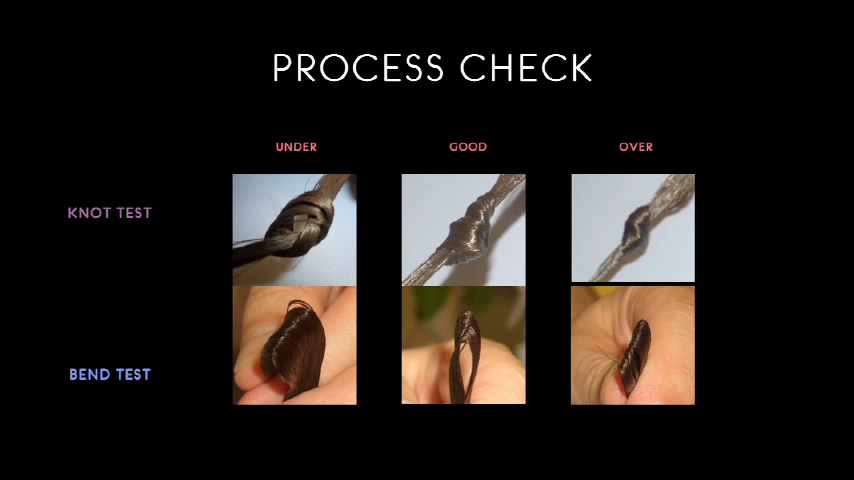 PROCESS CHECK
UNDER
GOOD
OVER
KNOT TEST
BEND TEST